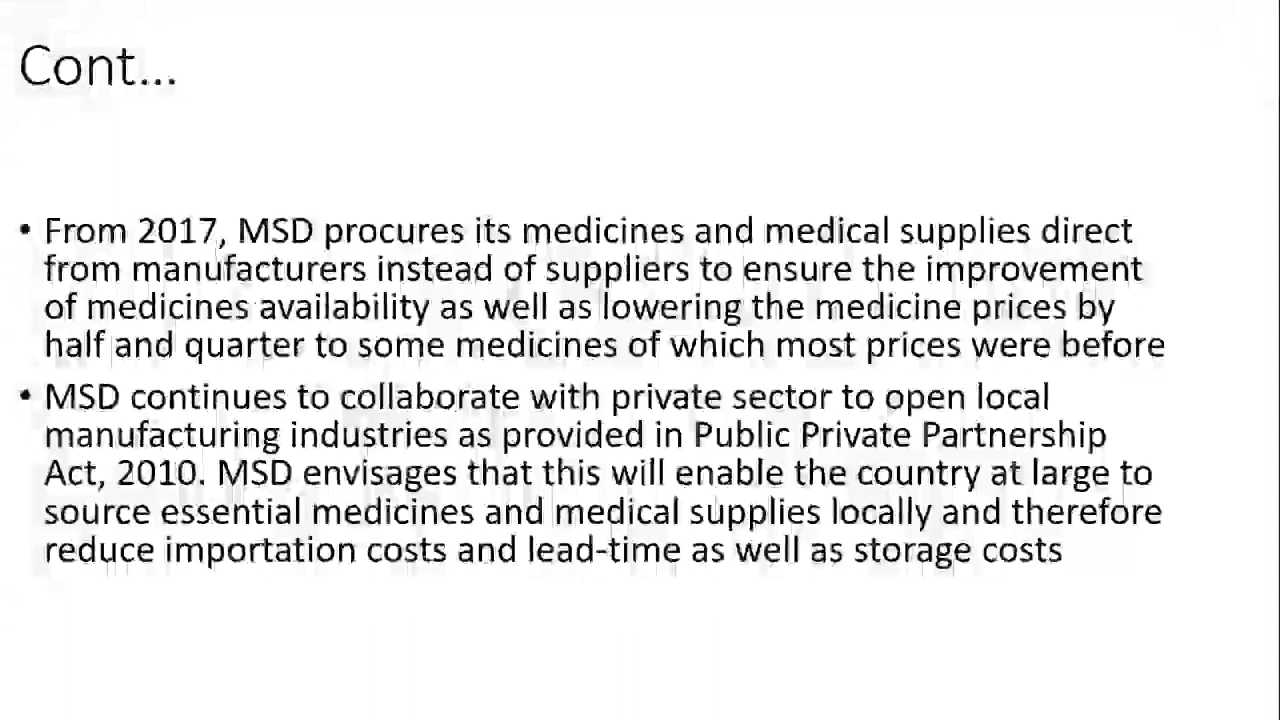 Cont...
• From 2017, MSD procures its medicines and medical supplies direct
from manufacturers instead of suppliers to ensure the improvement
of medicines availability as well as lowering the medicine prices by
half and quarter to some medicines of which most prices were before
• MSD continues to collaborate with private sector to open local
manufacturing industries as provided in Public Private Partnership
Act, 2010. MSD envisages that this will enable the country at large to
source essential medicines and medical supplies locally and therefore
reduce importation costs and lead-time as well as storage costs